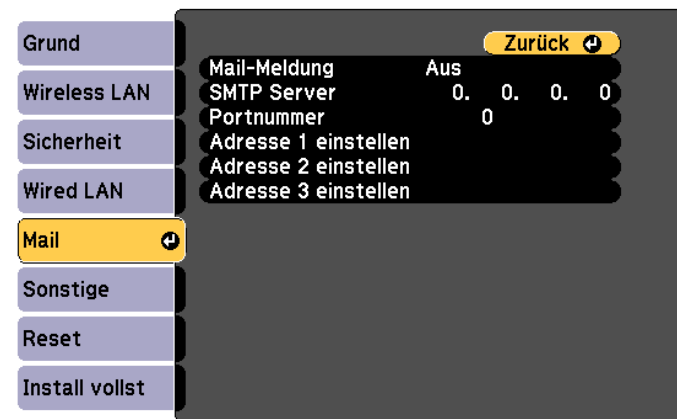 Grund
Wireless LAN
Sicherheit
Wired LAN
Mail
Sonstige
Reset
Install vollst
Zurück
Mail-Meldung Aus
SMTP Server 0. 0. 0. 0
Portnummer 0
Adresse 1 einstellen
Adresse 2 einstellen
Adresse 3 einstellen